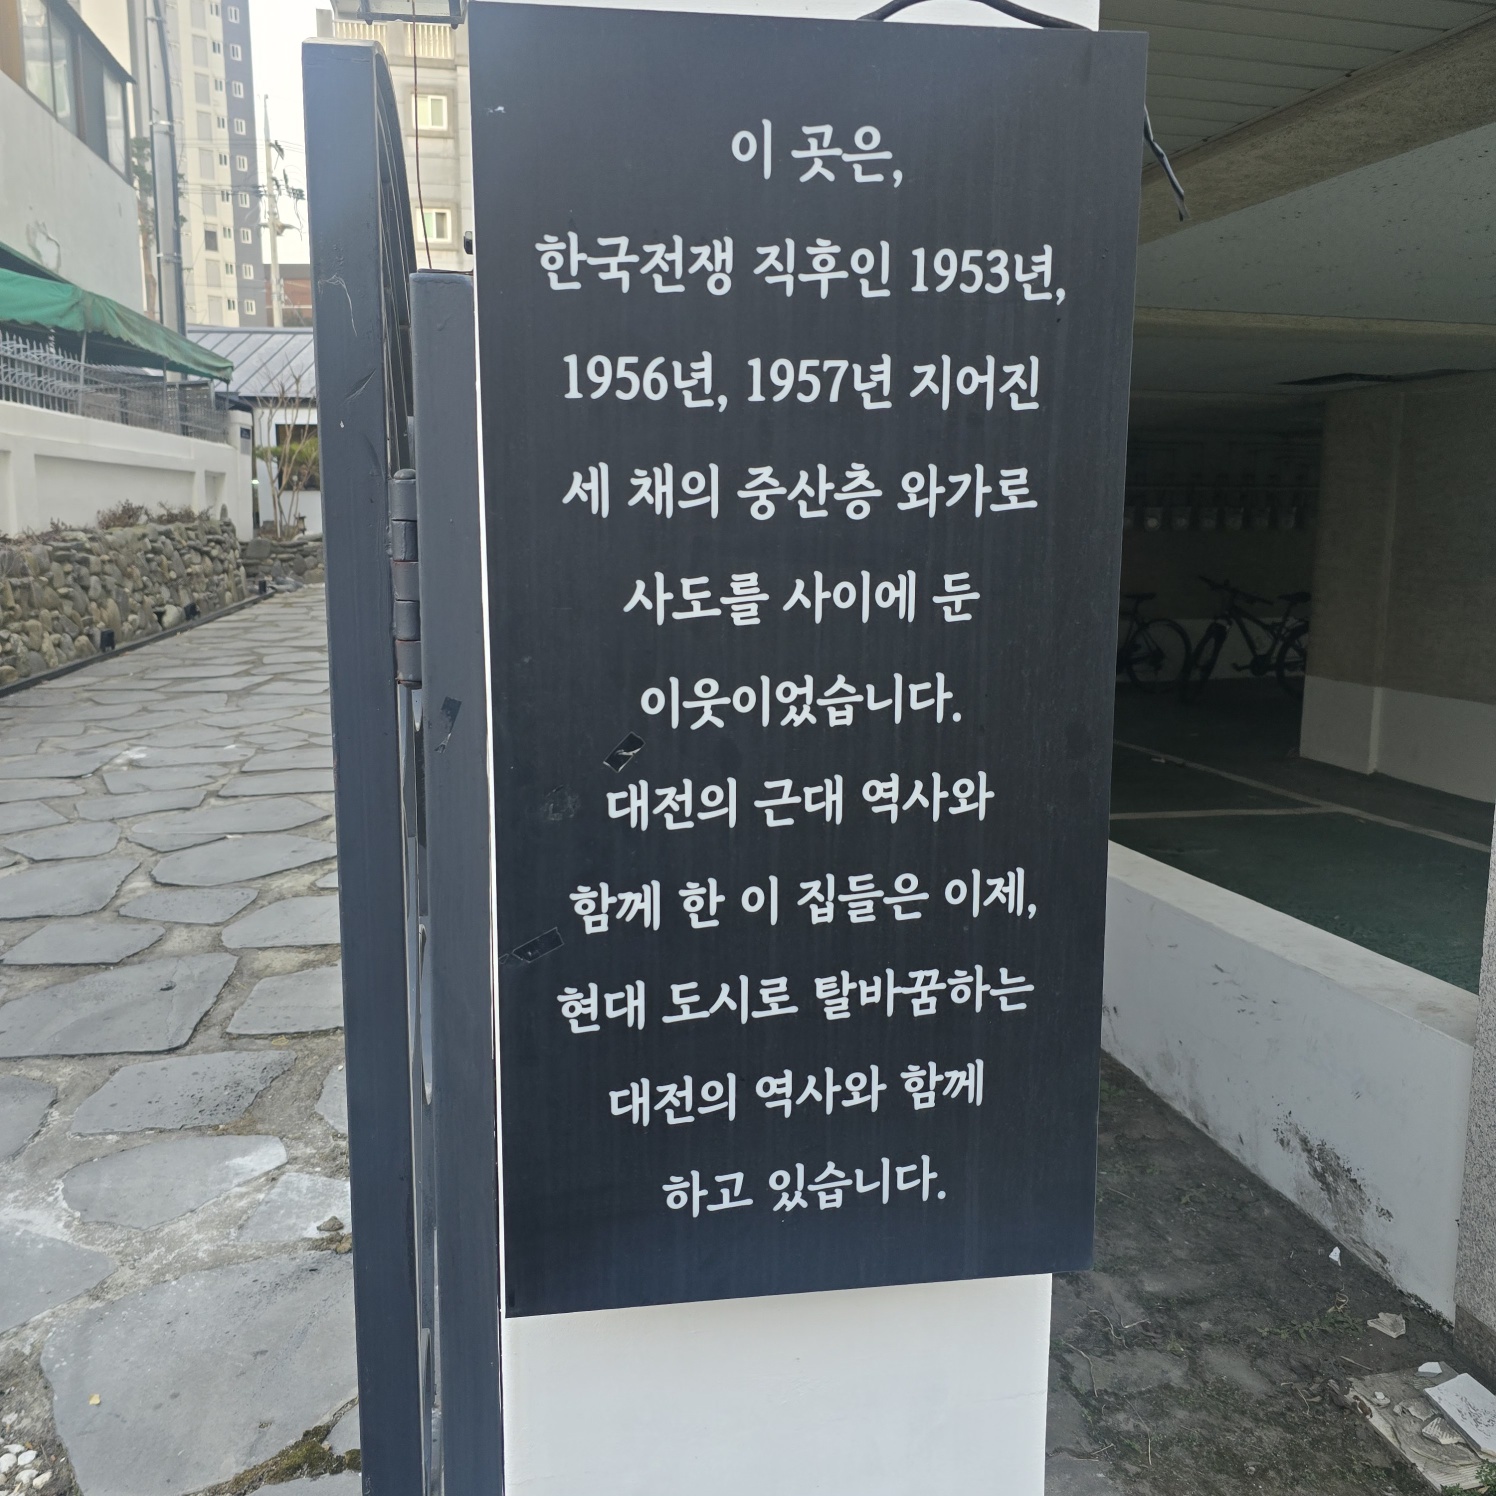 이 곳은,
한국전쟁 직후인 1953년,
1956년, 1957년 지어진
세 채의 중산층 와가로
사도를 사이에 둔
이웃이었습니다.
대전의 근대 역사와
함께 한 이 집들은 이제,
현대 도시로 탈바꿈하는
대전의 역사와 함께
하고 있습니다.